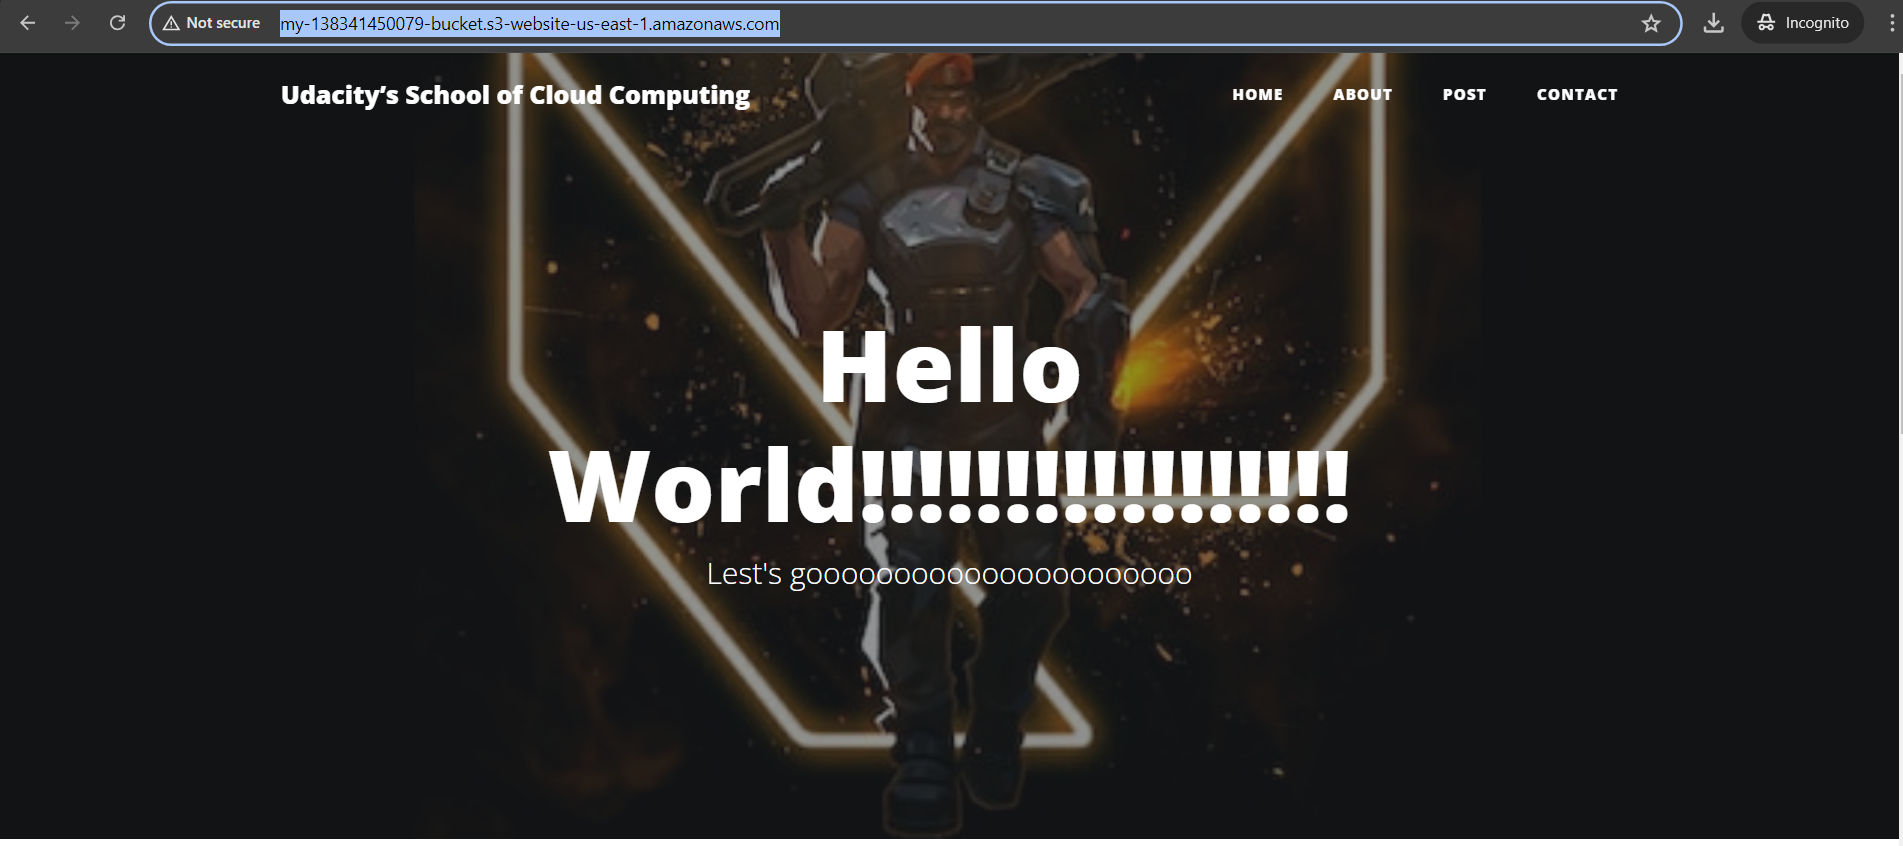 Not secure my-138341450079-bucket.s3-website-us-east-1.amazonaws.com Incognito
Udacity’s School of Cloud Computing HOME ABOUT POST CONTACT
Hello
World!!!!!!!!!!!!!!!!!
Lest's goooooooooooooooooooooo